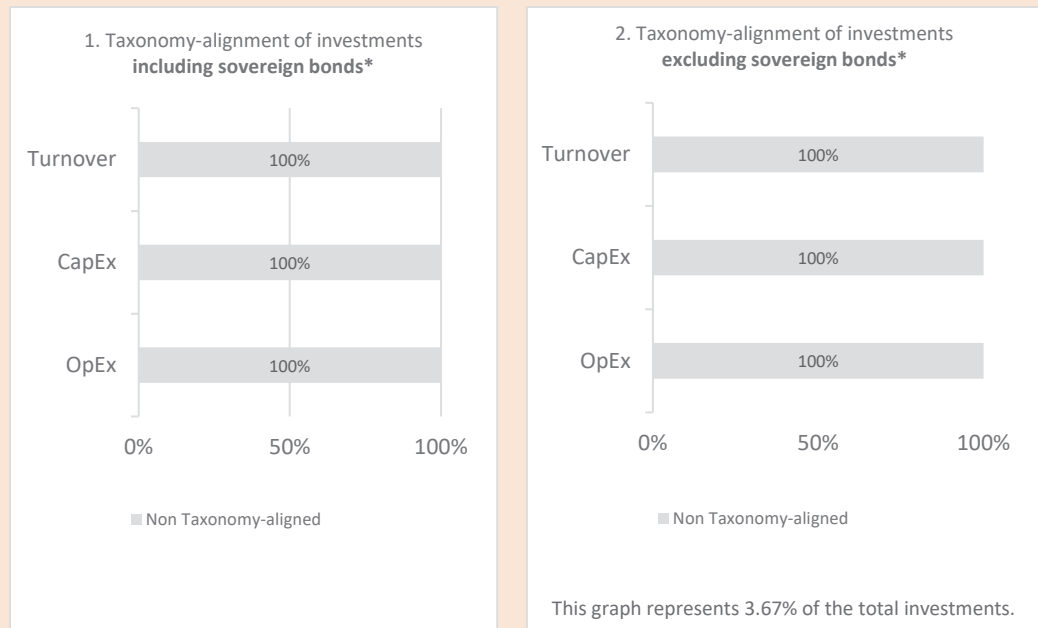 1. Taxonomy-alignment of investments
including sovereign bonds*
Turnover
100%
CapEx
100%
OpEx
100%
0% 50% 100%
Non Taxonomy-aligned
2. Taxonomy-alignment of investments
excluding sovereign bonds*
Turnover
100%
CapEx
100%
OpEx
100%
0% 50% 100%
Non Taxonomy-aligned
This graph represents 3.67% of the total investments.